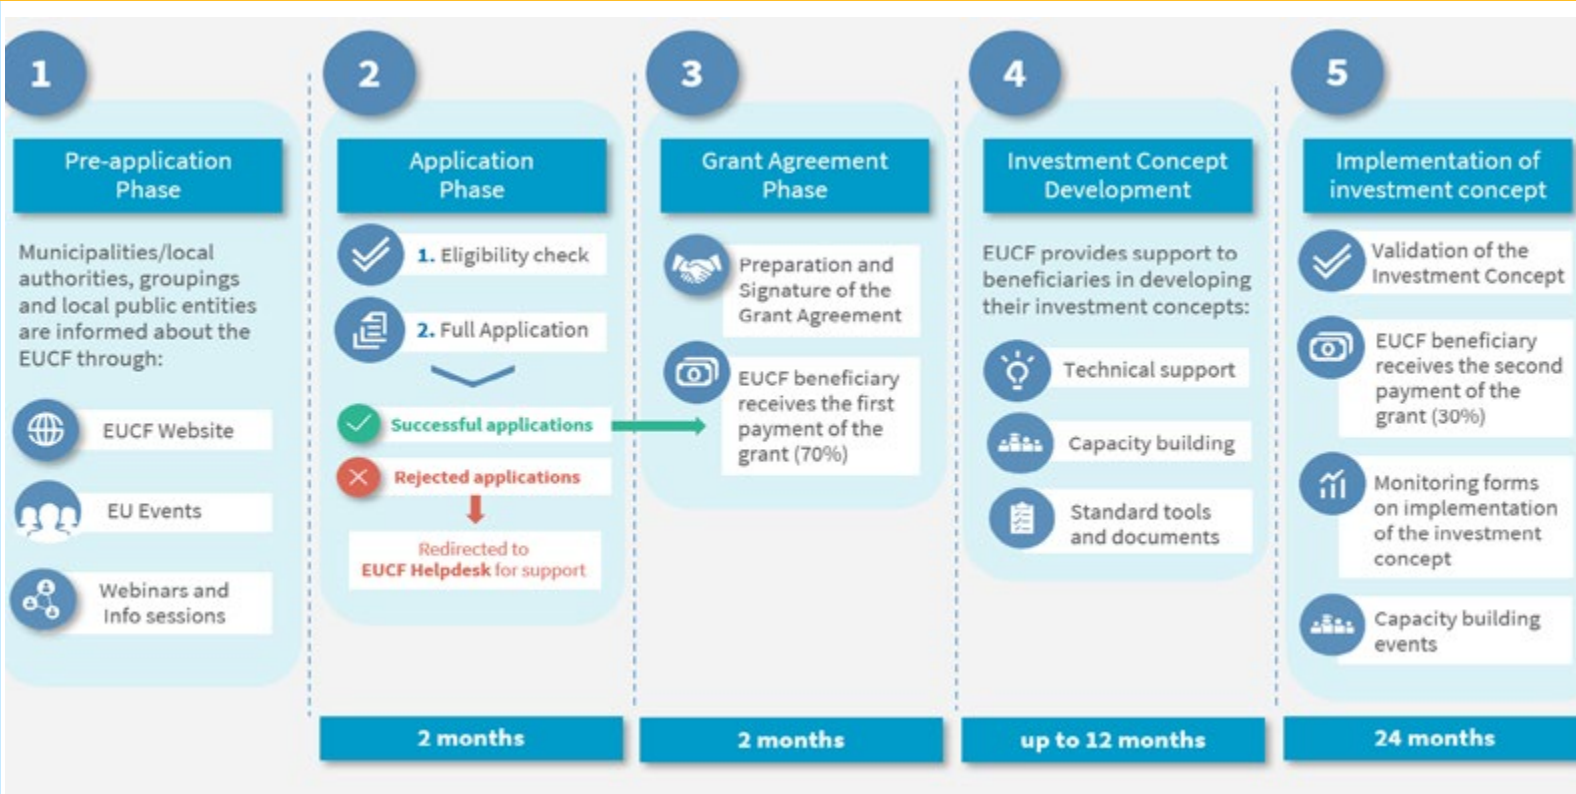 1
Pre-application
Phase
Municipalities/local
authorities, groupings
and local public entities
are informed about the
EUCF through:
EUCF Website
EU Events
Webinars and
Info sessions
2
Application
Phase
1. Eligibility check
2. Full Application
Successful applications
Rejected applications
Redirected to
EUCF Helpdesk for support
2 months
3
Grant Agreement
Phase
Preparation and
Signature of the
Grant Agreement
EUCF beneficiary
receives the first
payment of the
grant (70%)
2 months
4
Investment Concept
Development
EUCF provides support to
beneficiaries in developing
their investment concepts:
Technical support
Capacity building
Standard tools
and documents
up to 12 months
5
Implementation of
investment concept
Validation of the
Investment Concept
EUCF beneficiary
receives the second
payment of the
grant (30%)
Monitoring forms
on implementation
of the investment
concept
Capacity building
events
24 months